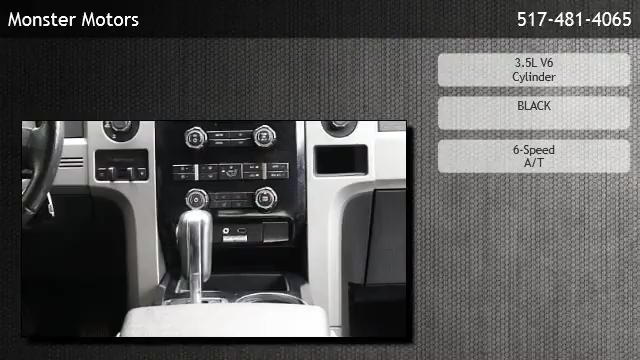 Monster Motors
517-481-4065
3.5L V6
Cylinder
BLACK
6-Speed
A/T